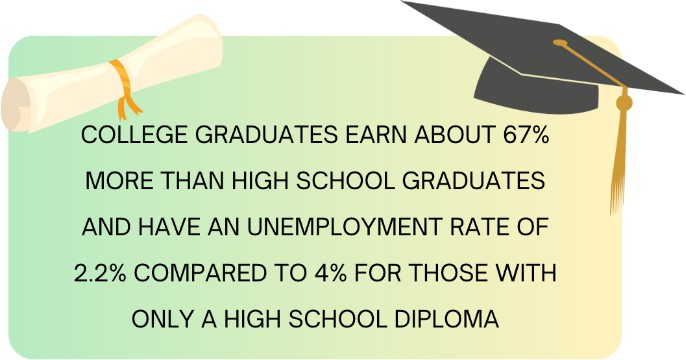 COLLEGE GRADUATES EARN ABOUT 67%
MORE THAN HIGH SCHOOL GRADUATES
AND HAVE AN UNEMPLOYMENT RATE OF
2.2% COMPARED TO 4% FOR THOSE WITH
ONLY A HIGH SCHOOL DIPLOMA